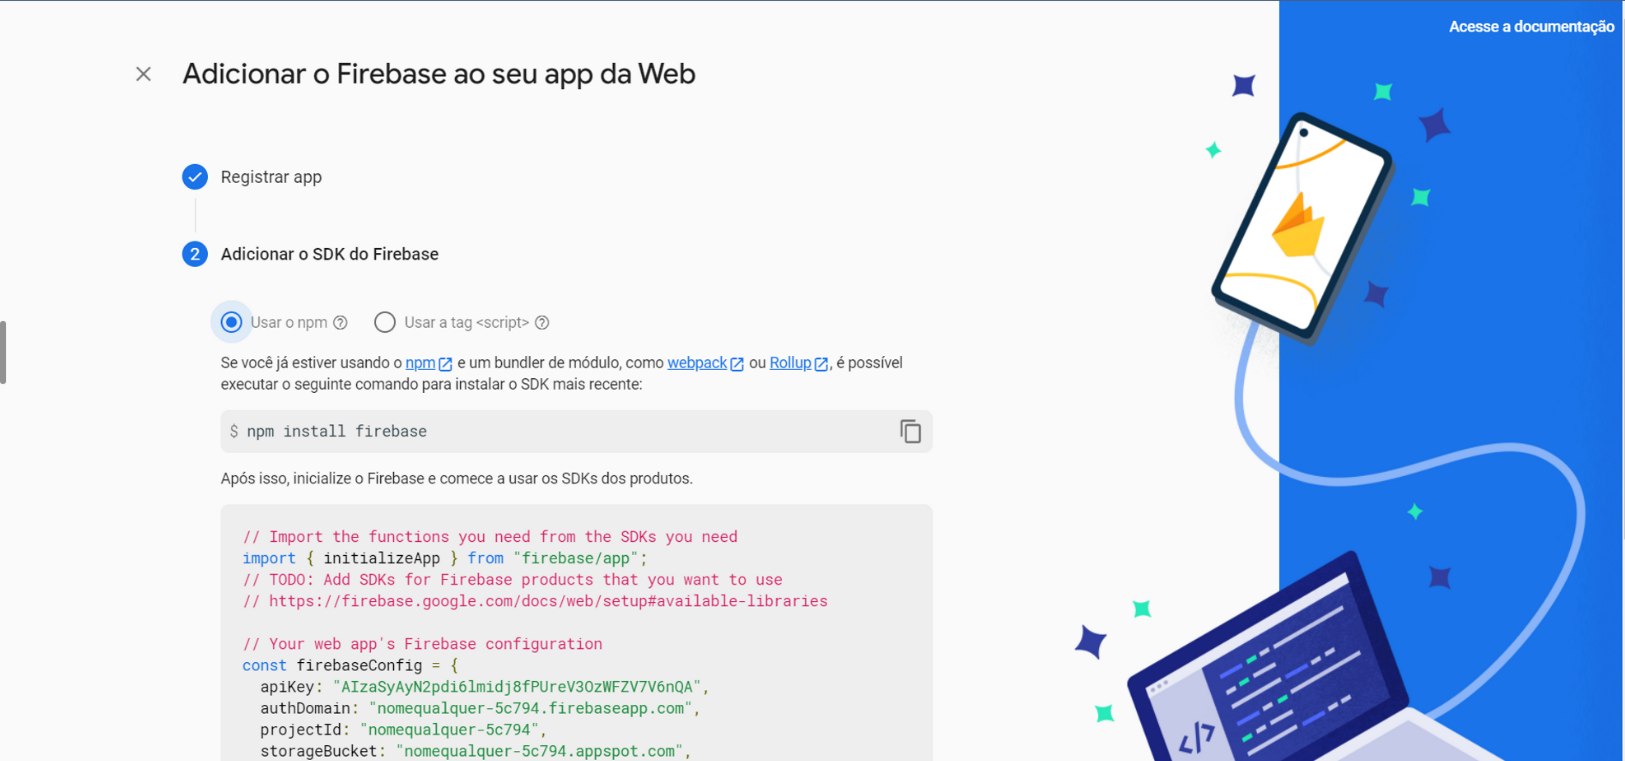 Acesse a documentação
Adicionar o Firebase ao seu app da Web
Registrar app
2 Adicionar o SDK do Firebase
Usar o npm ? Usar a tag <script> ?
Se você já estiver usando o npm e um bundler de módulo, como webpack ou Rollup, é possível
executar o seguinte comando para instalar o SDK mais recente:
$ npm install firebase
Após isso, inicialize o Firebase e comece a usar os SDKs dos produtos.
// Import the functions you need from the SDKs you need
import { initializeApp } from "firebase/app";
// TODO: Add SDKs for Firebase products that you want to use
// https://firebase.google.com/docs/web/setup#available-libraries
// Your web app's Firebase configuration
const firebaseConfig = {
apiKey: "AIzaSyAyN2pdi6lmidj8fPUreV3OzWFZV7V6nQA",
authDomain: "nomequalquer-5c794.firebaseapp.com",
projectId: "nomequalquer-5c794",
storageBucket: "nomequalquer-5c794.appspot.com",
</>